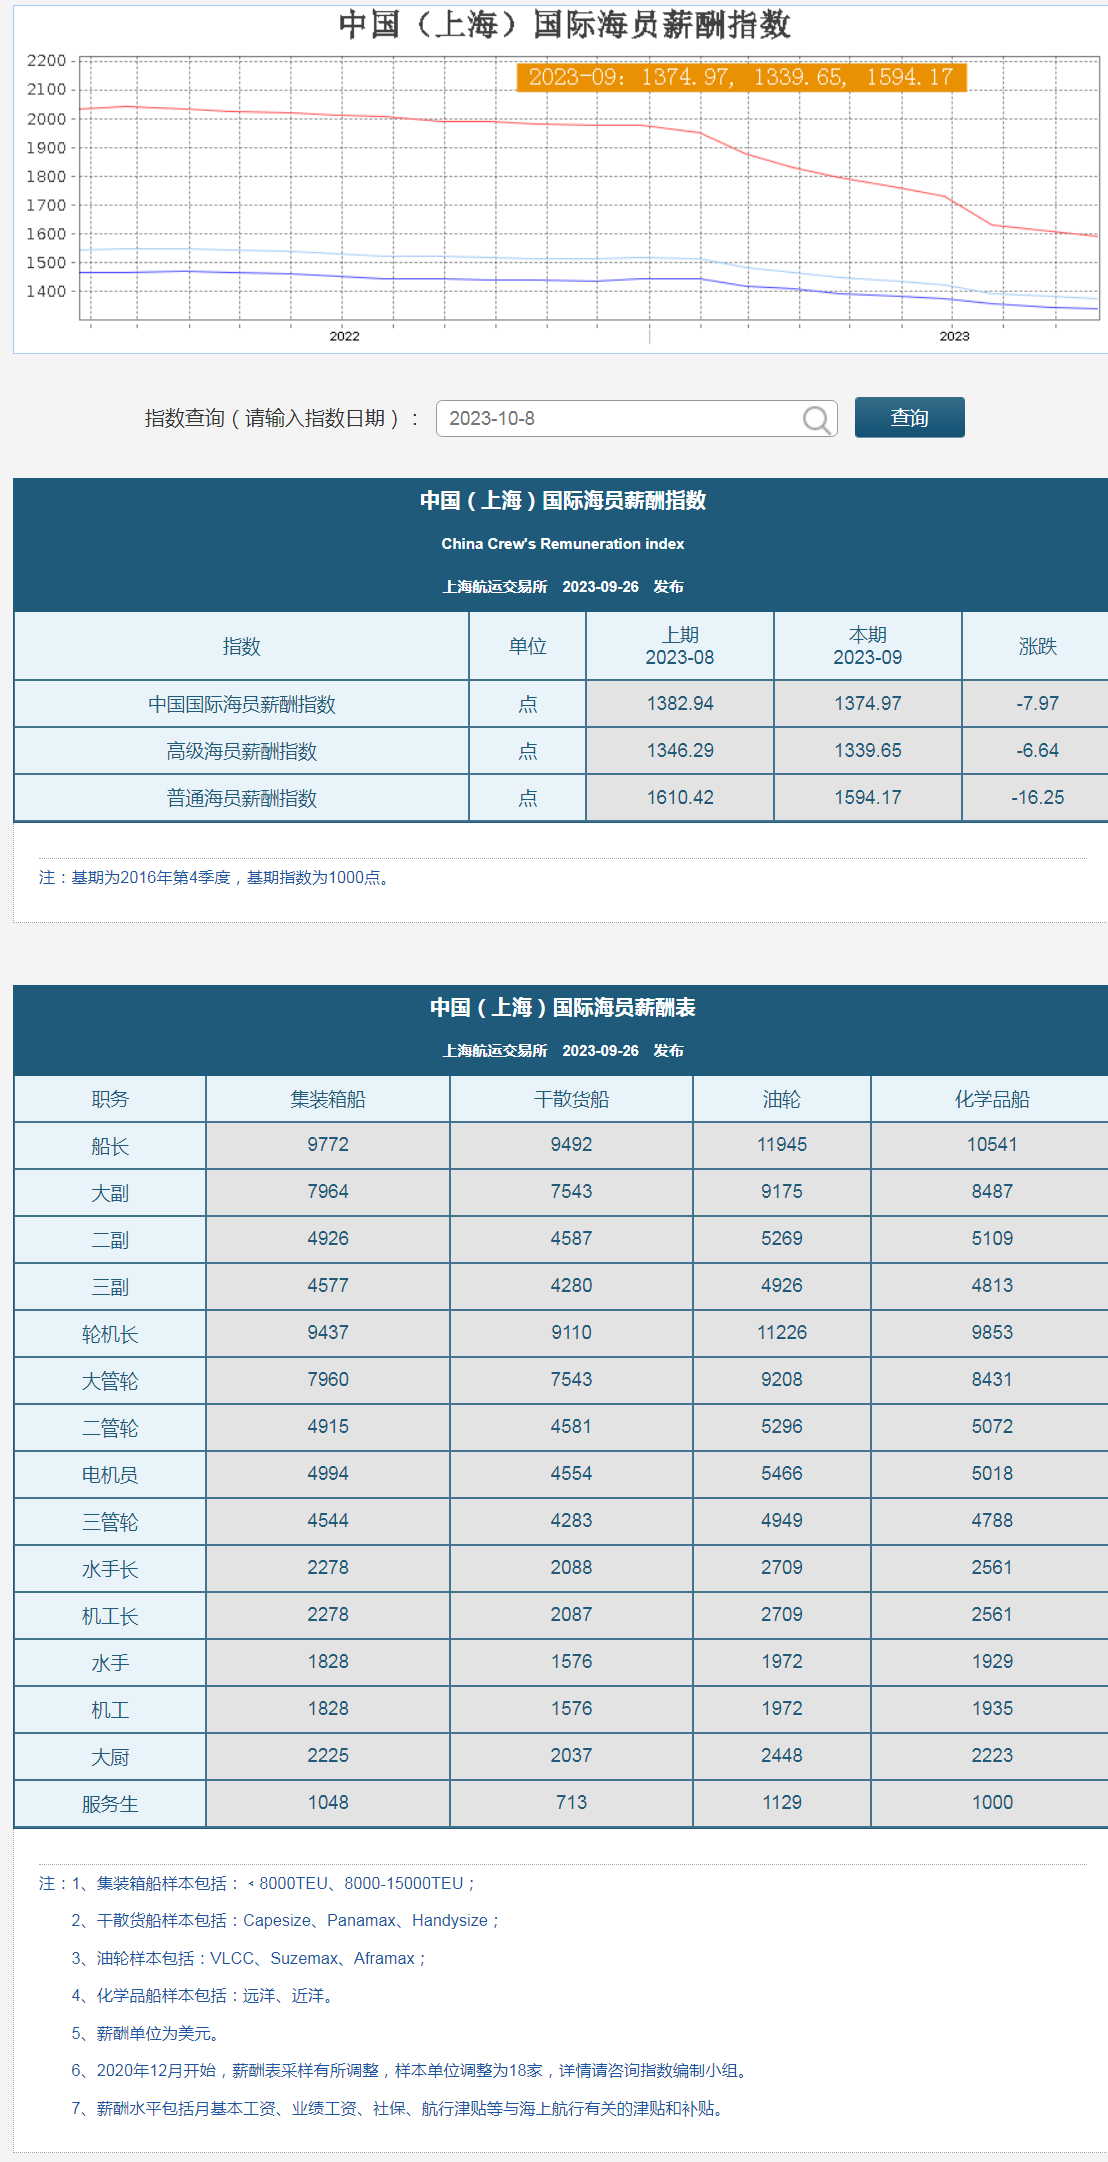 中国（上海）国际海员薪酬指数
2023-09: 1374.97, 1339.65, 1594.17
2200
2100
2000
1900
1800
1700
1600
1500
1400
2022 2023
指数查询（请输入指数日期）： 2023-10-8 查询
中国（上海）国际海员薪酬指数
China Crew's Remuneration index
上海航运交易所 2023-09-26 发布
指数 单位 上期 2023-08 本期 2023-09 涨跌
中国国际海员薪酬指数 点 1382.94 1374.97 -7.97
高级海员薪酬指数 点 1346.29 1339.65 -6.64
普通海员薪酬指数 点 1610.42 1594.17 -16.25
注：基期为2016年第4季度，基期指数为1000点。
中国（上海）国际海员薪酬表
上海航运交易所 2023-09-26 发布
职务 集装箱船 干散货船 油轮 化学品船
船长 9772 9492 11945 10541
大副 7964 7543 9175 8487
二副 4926 4587 5269 5109
三副 4577 4280 4926 4813
轮机长 9437 9110 11226 9853
大管轮 7960 7543 9208 8431
二管轮 4915 4581 5296 5072
电机员 4994 4554 5466 5018
三管轮 4544 4283 4949 4788
水手长 2278 2088 2709 2561
机工长 2278 2087 2709 2561
水手 1828 1576 1972 1929
机工 1828 1576 1972 1935
大厨 2225 2037 2448 2223
服务生 1048 713 1129 1000
注：1、集装箱船样本包括：﹤8000TEU、8000-15000TEU；
2、干散货船样本包括：Capesize、Panamax、Handysize；
3、油轮样本包括：VLCC、Suzemax、Aframax；
4、化学品船样本包括：远洋、近洋。
5、薪酬单位为美元。
6、2020年12月开始，薪酬表采样有所调整，样本单位调整为18家，详情请咨询指数编制小组。
7、薪酬水平包括月基本工资、业绩工资、社保、航行津贴等与海上航行有关的津贴和补贴。